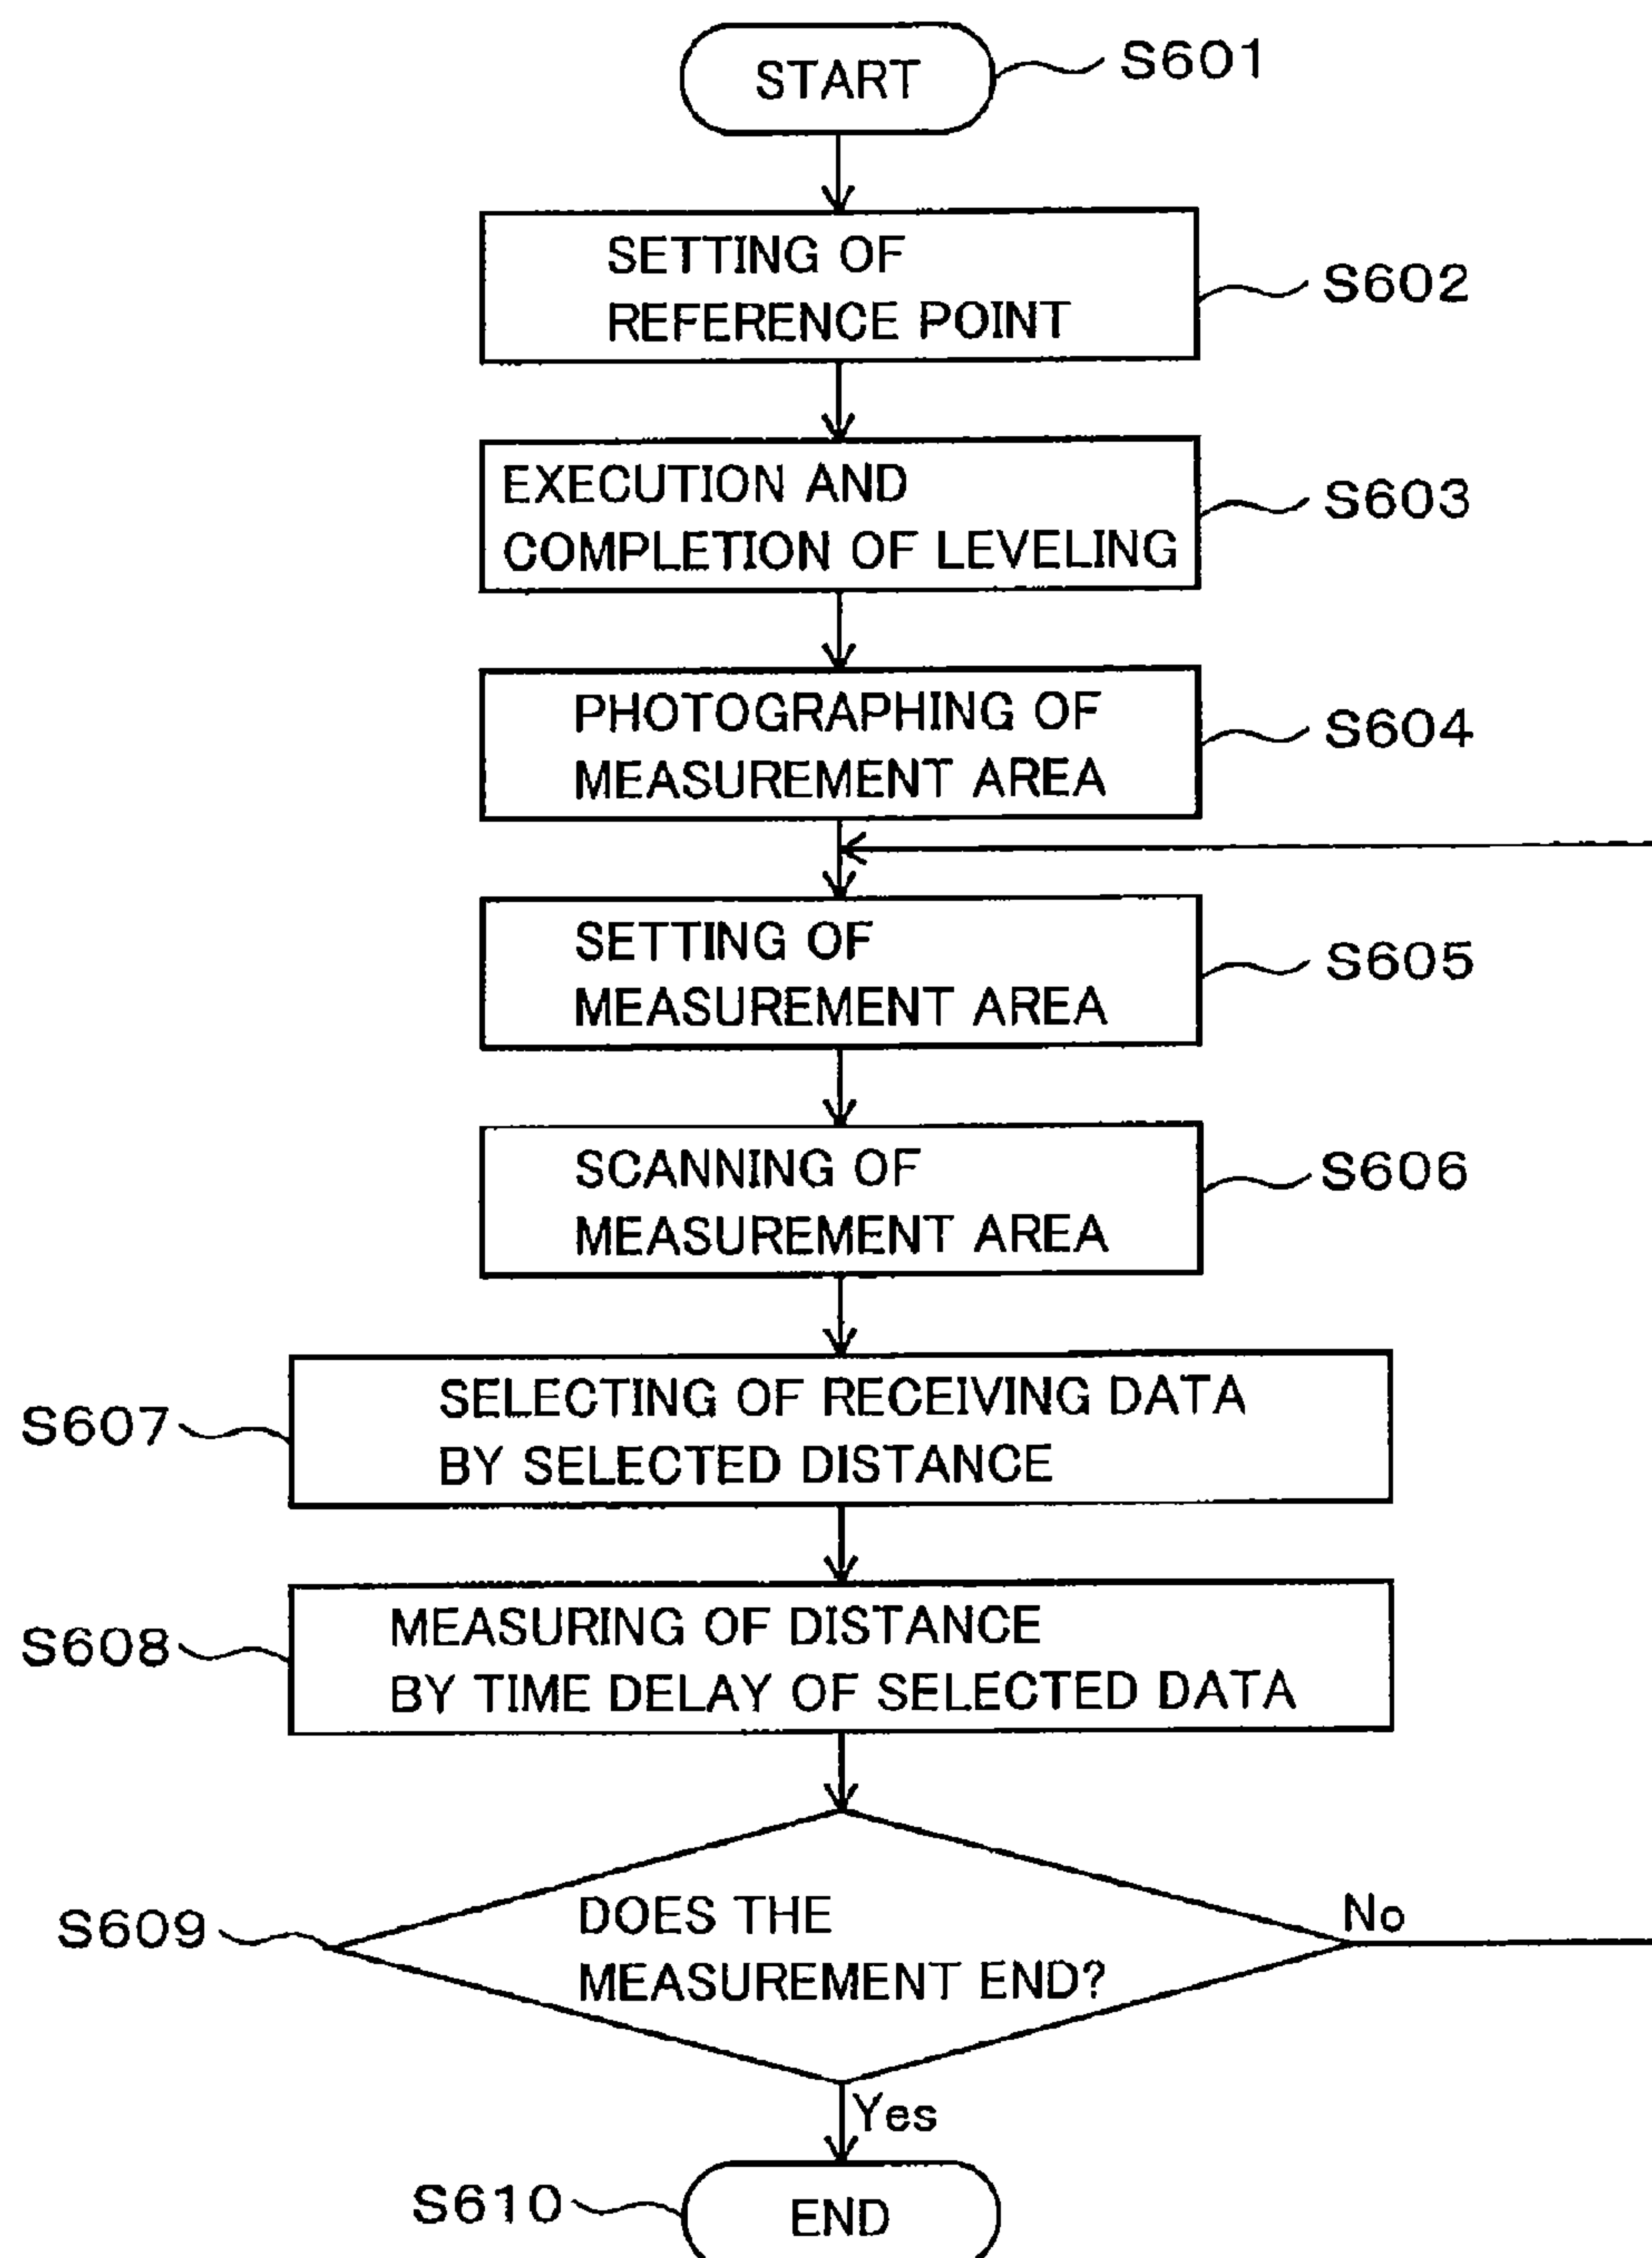 START
S601
SETTING OF
REFERENCE POINT
S602
EXECUTION AND
COMPLETION OF LEVELING
S603
PHOTOGRAPHING OF
MEASUREMENT AREA
S604
SETTING OF
MEASUREMENT AREA
S605
SCANNING OF
MEASUREMENT AREA
S606
S607
SELECTING OF RECEIVING DATA
BY SELECTED DISTANCE
S608
MEASURING OF DISTANCE
BY TIME DELAY OF SELECTED DATA
S609
DOES THE
MEASUREMENT END?
No
Yes
S610
END